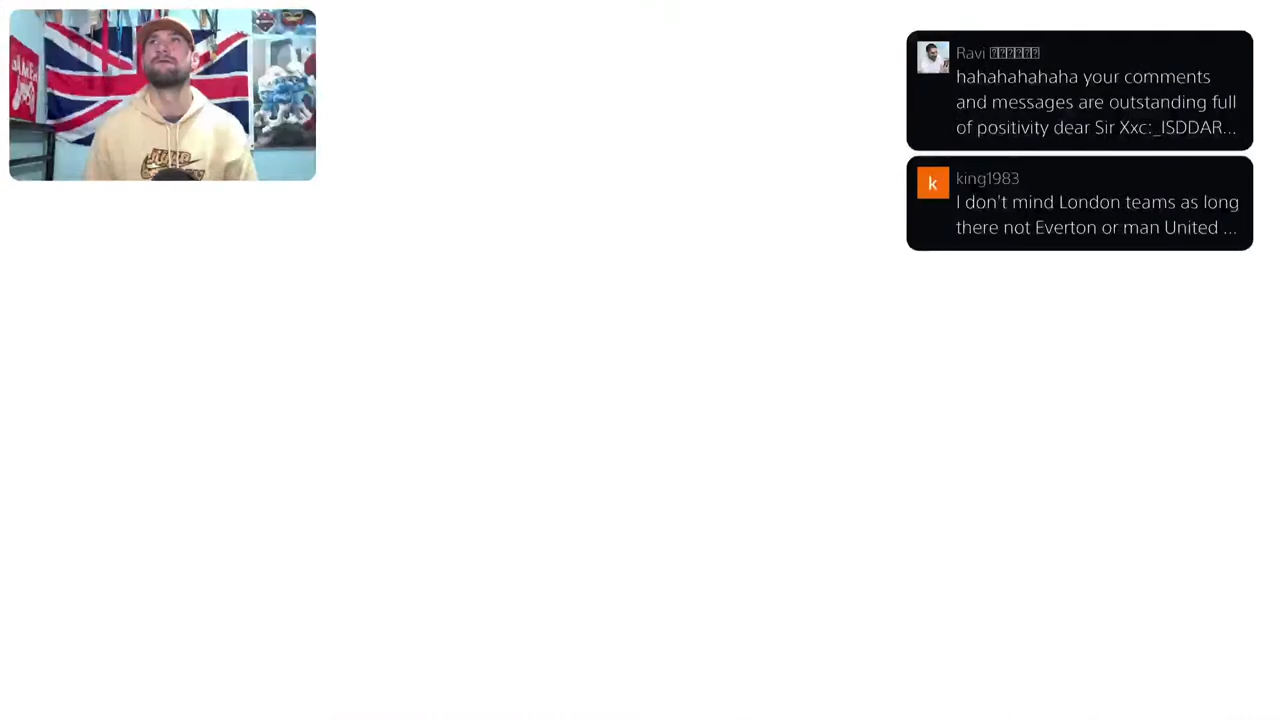 Ravi
hahahahahaha your comments
and messages are outstanding full
of positivity dear Sir Xxc:_ISDDAR...
king1983
k
I don't mind London teams as long
there not Everton or man United ...